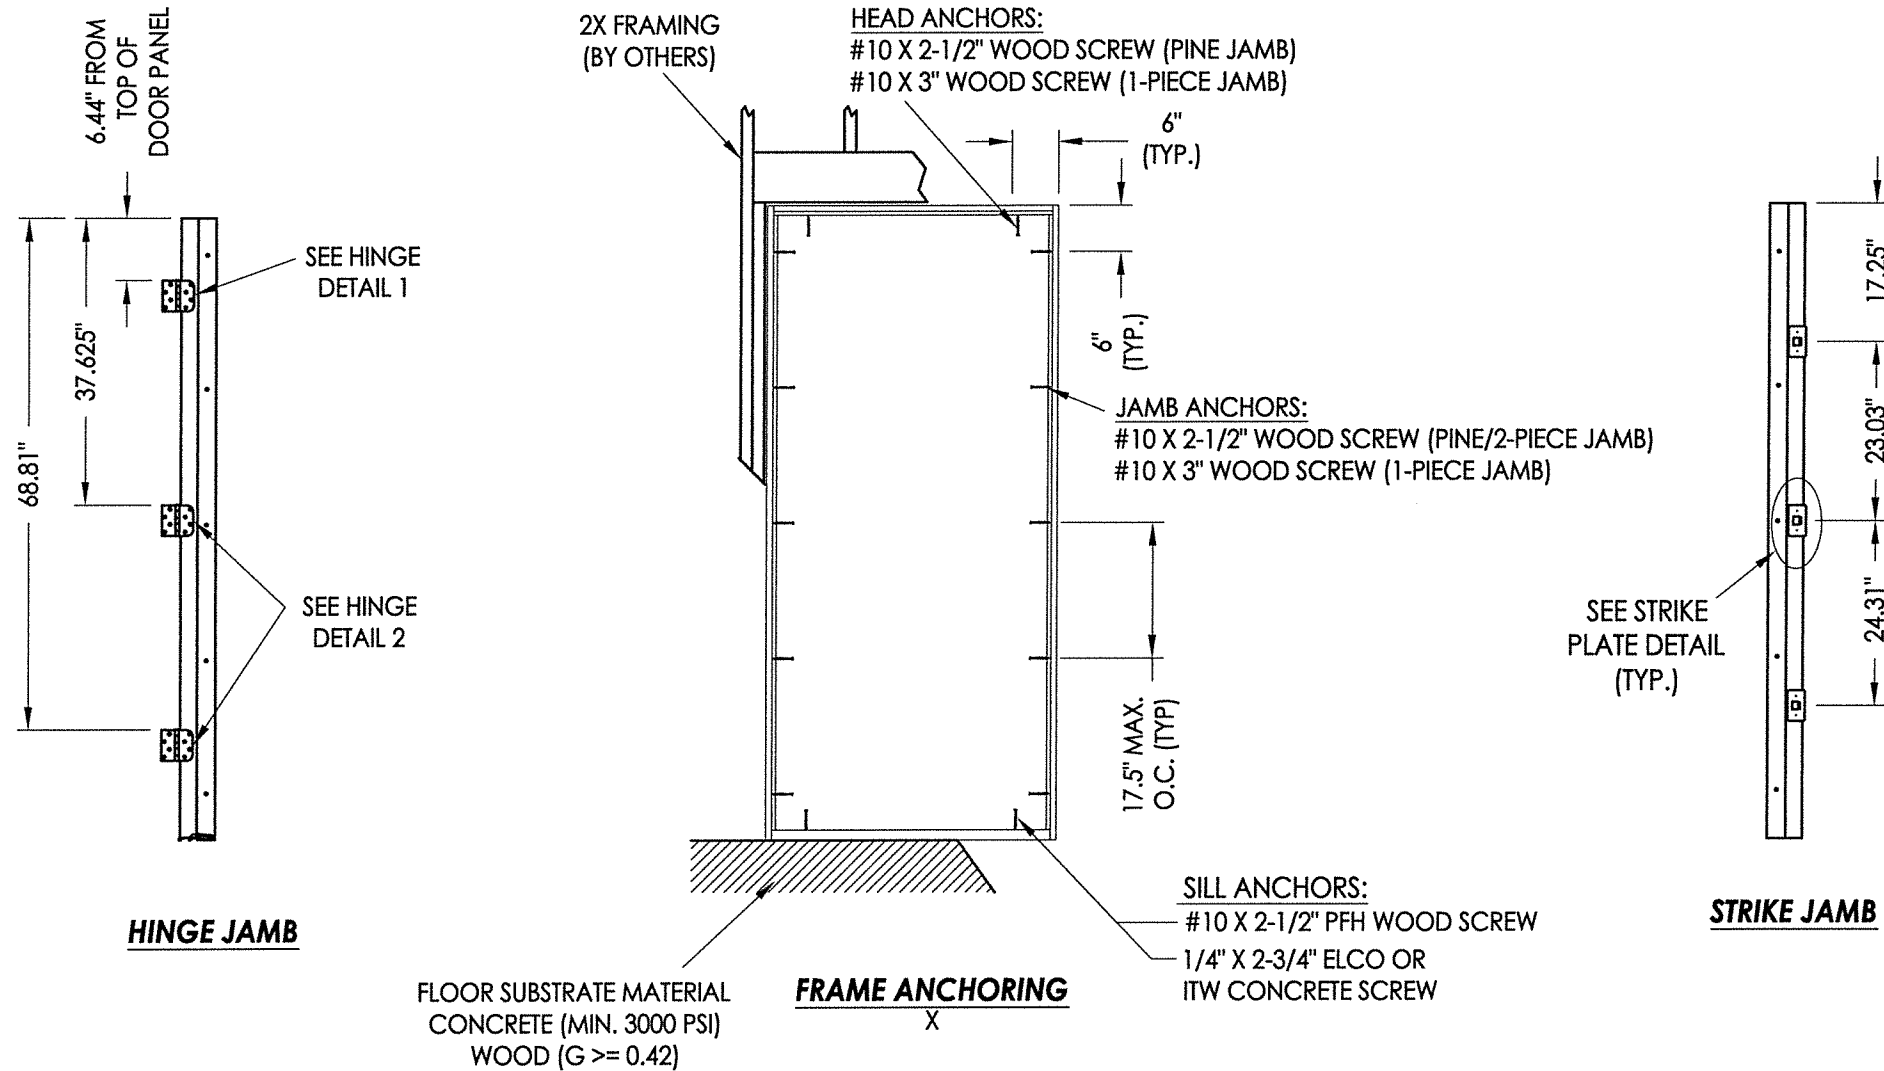 6.44" FROM
TOP OF
DOOR PANEL
37.625"
68.81"
SEE HINGE
DETAIL 1
SEE HINGE
DETAIL 2
HINGE JAMB
2X FRAMING
(BY OTHERS)
HEAD ANCHORS:
#10 X 2-1/2" WOOD SCREW (PINE JAMB)
#10 X 3" WOOD SCREW (1-PIECE JAMB)
6"
(TYP.)
6"
(TYP.)
JAMB ANCHORS:
#10 X 2-1/2" WOOD SCREW (PINE/2-PIECE JAMB)
#10 X 3" WOOD SCREW (1-PIECE JAMB)
17.5" MAX.
O.C. (TYP)
SILL ANCHORS:
#10 X 2-1/2" PFH WOOD SCREW
1/4" X 2-3/4" ELCO OR
ITW CONCRETE SCREW
FLOOR SUBSTRATE MATERIAL
CONCRETE (MIN. 3000 PSI)
WOOD (G >= 0.42)
FRAME ANCHORING
X
17.25"
23.03"
24.31"
SEE STRIKE
PLATE DETAIL
(TYP.)
STRIKE JAMB